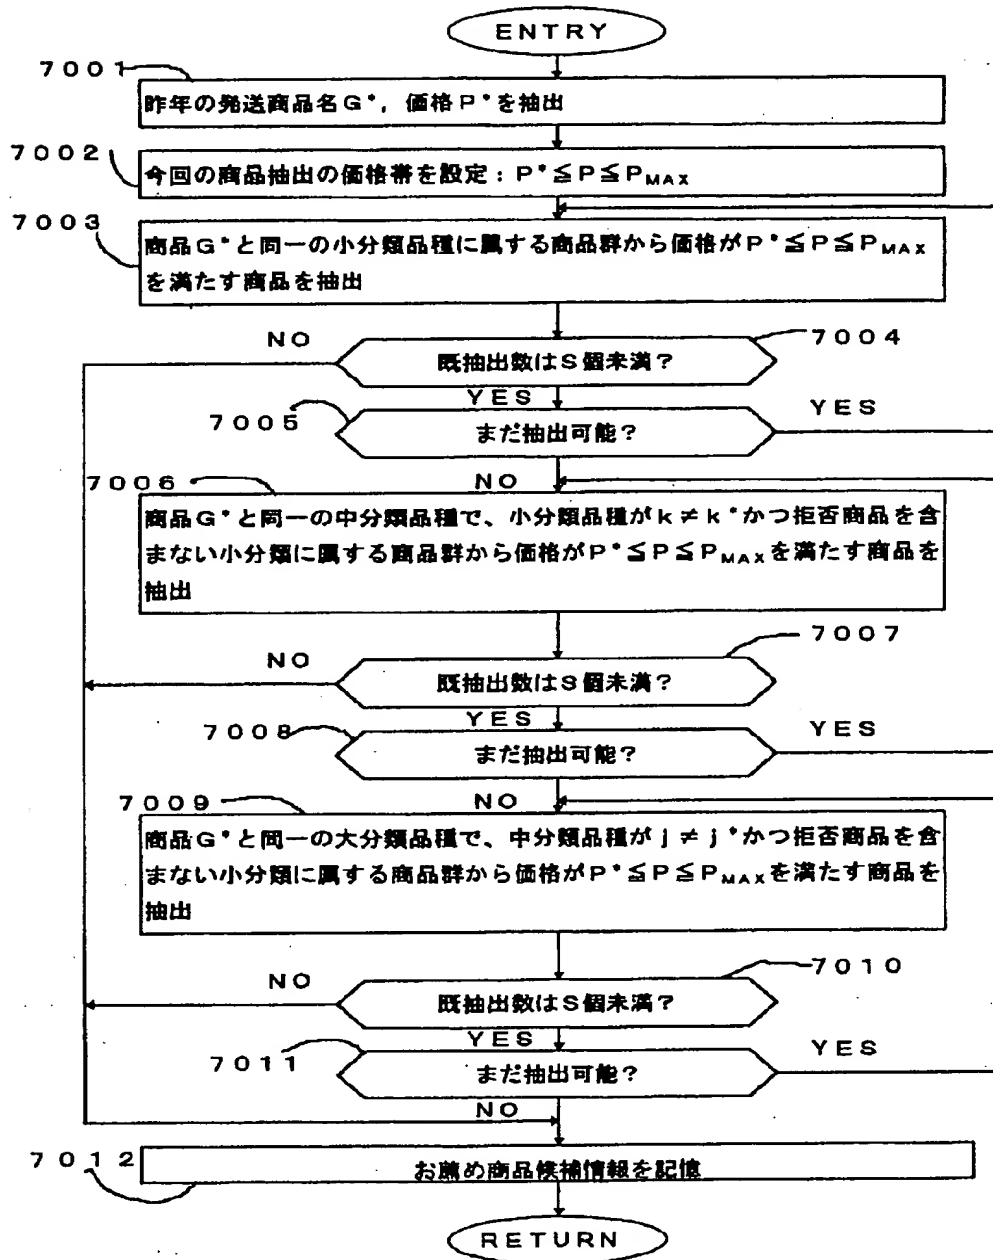 ENTRY
7001
昨年の発送商品名G*，価格P*を抽出
7002
今回の商品抽出の価格帯を設定：P*≦P≦PMAX
7003
商品G*と同一の小分類品種に属する商品群から価格がP*≦P≦PMAX
を満たす商品を抽出
NO
7004
既抽出数はS個未満？
YES
7005
YES
まだ抽出可能？
NO
7006
商品G*と同一の中分類品種で、小分類品種がk≠k*かつ拒否商品を含
まない小分類に属する商品群から価格がP*≦P≦PMAXを満たす商品を
抽出
7007
NO
既抽出数はS個未満？
YES
7008
YES
まだ抽出可能？
NO
7009
商品G*と同一の大分類品種で、中分類品種がj≠j*かつ拒否商品を含
まない小分類に属する商品群から価格がP*≦P≦PMAXを満たす商品を
抽出
7010
NO
既抽出数はS個未満？
YES
7011
YES
まだ抽出可能？
NO
7012
お薦め商品候補情報を記憶
RETURN